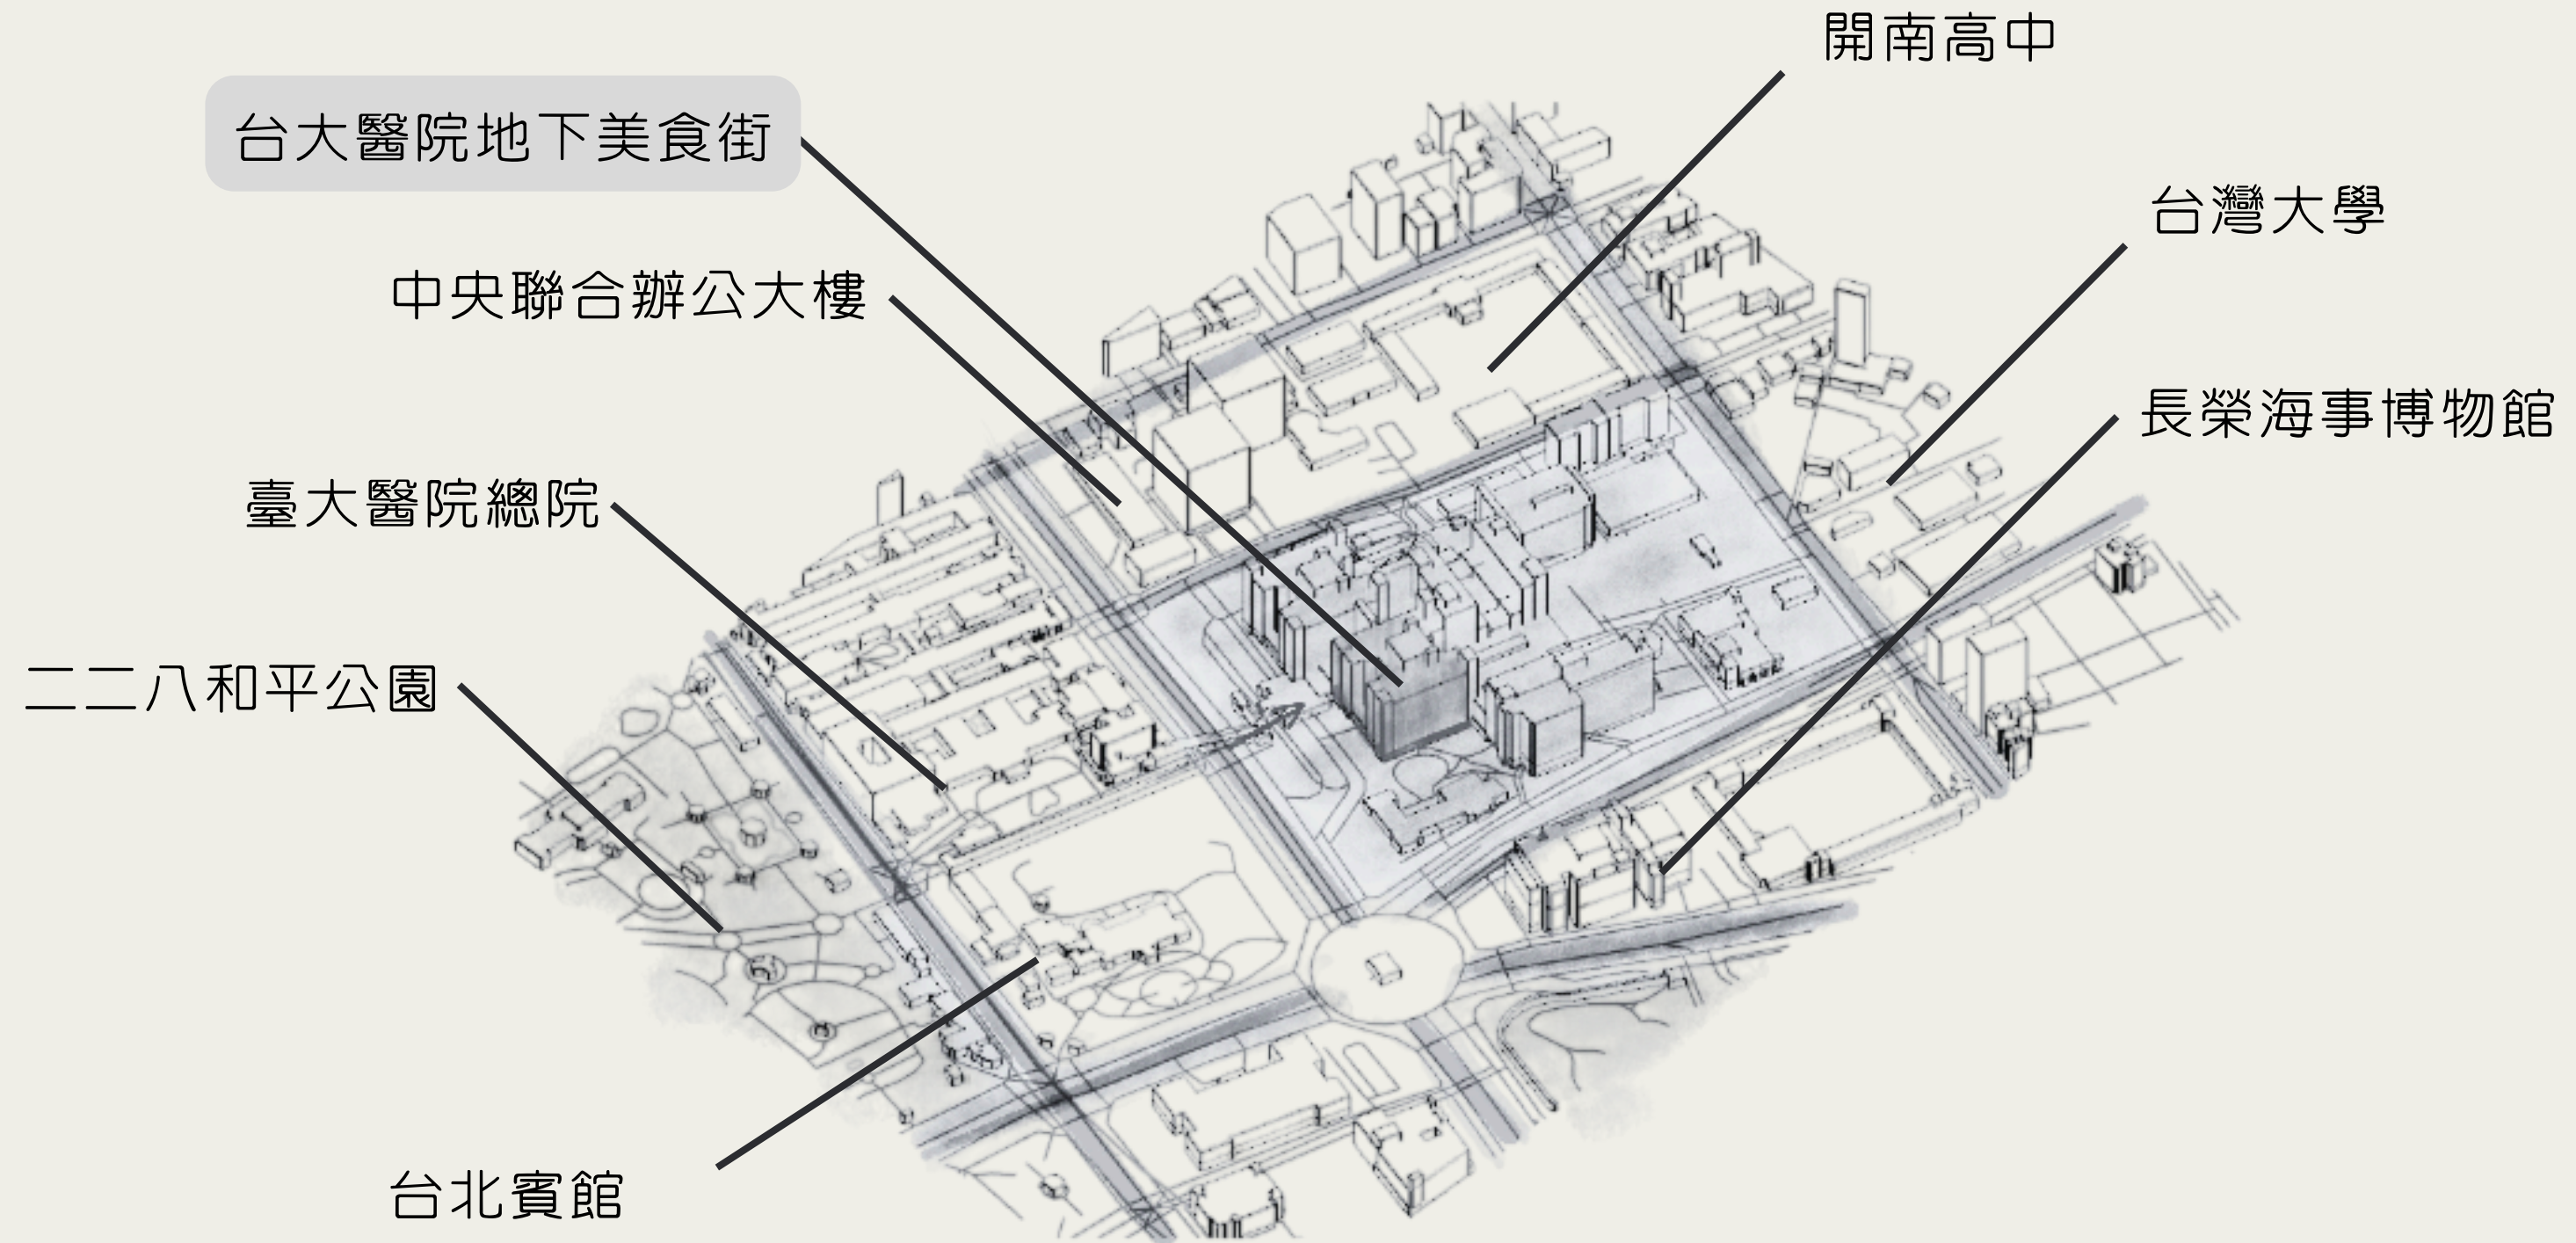 開南高中
台大醫院地下美食街
台灣大學
中央聯合辦公大樓
長榮海事博物館
臺大醫院總院
二二八和平公園
台北賓館